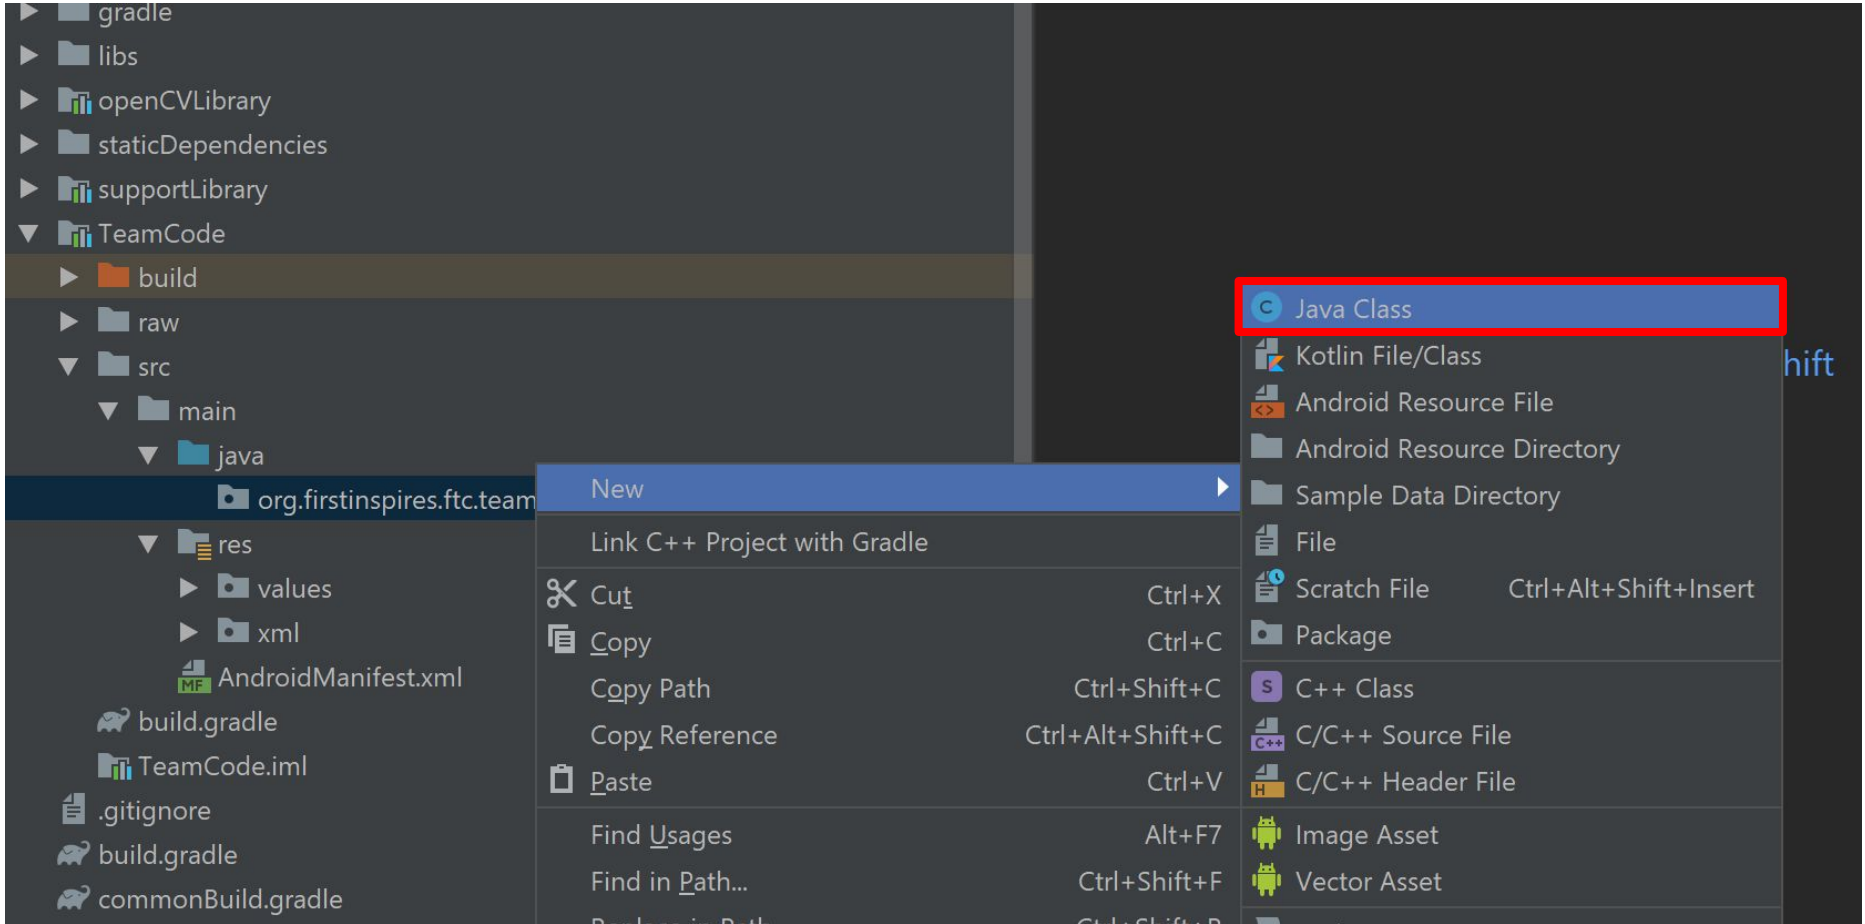 gradle
libs
openCVLibrary
staticDependencies
supportLibrary
TeamCode
build
raw
src
main
java
org.firstinspires.ftc.team
res
values
xml
AndroidManifest.xml
build.gradle
TeamCode.iml
.gitignore
build.gradle
commonBuild.gradle
New
Link C++ Project with Gradle
Cut Ctrl+X
Copy Ctrl+C
Copy Path Ctrl+Shift+C
Copy Reference Ctrl+Alt+Shift+C
Paste Ctrl+V
Find Usages Alt+F7
Find in Path... Ctrl+Shift+F
Java Class
Kotlin File/Class
Android Resource File
Android Resource Directory
Sample Data Directory
File
Scratch File Ctrl+Alt+Shift+Insert
Package
C++ Class
C/C++ Source File
C/C++ Header File
Image Asset
Vector Asset
hift